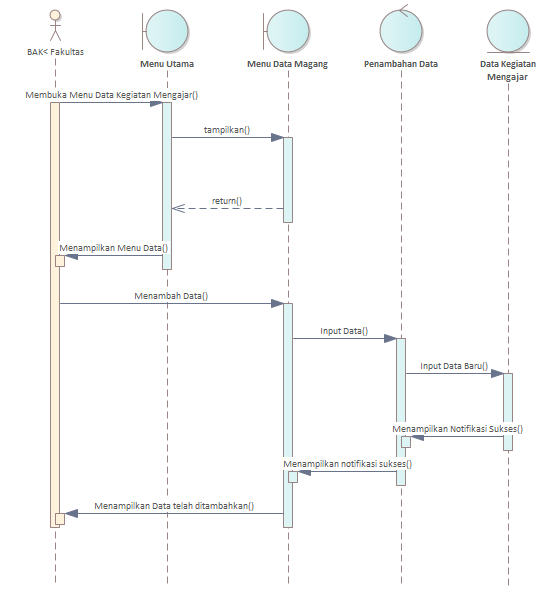 BAK< Fakultas
Menu Utama
Menu Data Magang
Penambahan Data
Data Kegiatan
Mengajar
Membuka Menu Data Kegiatan Mengajar()
tampilkan()
return()
Menampilkan Menu Data()
Menambah Data()
Input Data()
Input Data Baru()
Menampilkan Notifikasi Sukses()
Menampilkan notifikasi sukses()
Menampilkan Data telah ditambahkan()